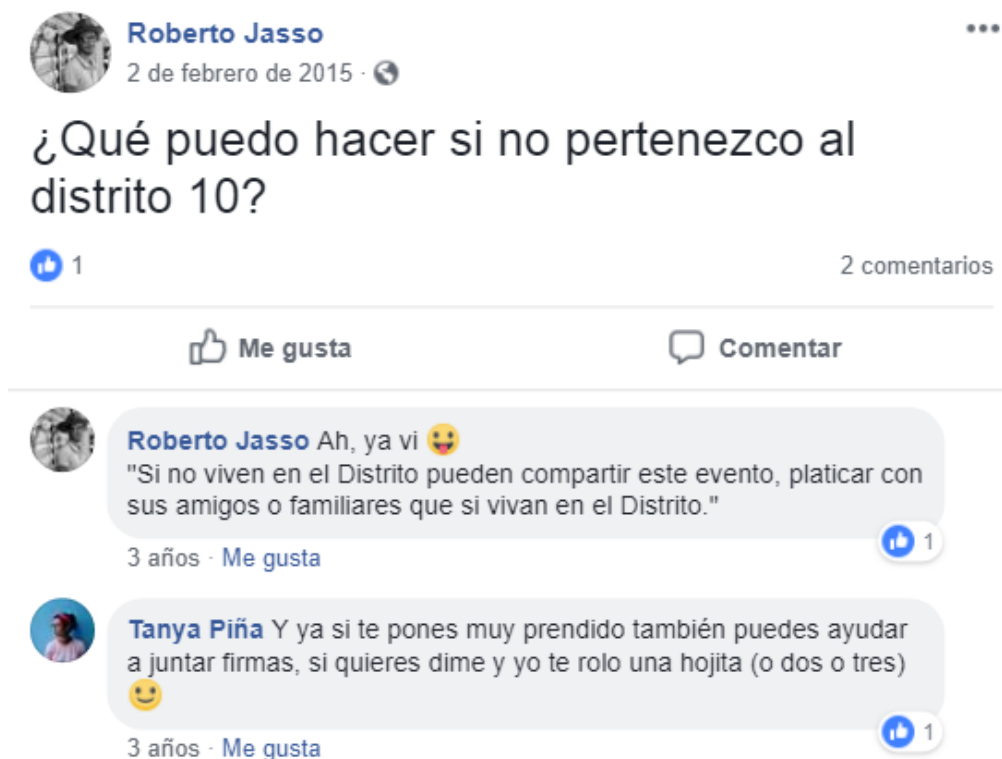 Roberto Jasso
2 de febrero de 2015 ·
¿Qué puedo hacer si no pertenezco al
distrito 10?
1
2 comentarios
Me gusta
Comentar
Roberto Jasso Ah, ya vi 😛
"Si no viven en el Distrito pueden compartir este evento, platicar con
sus amigos o familiares que si vivan en el Distrito."
1
3 años · Me gusta
Tanya Piña Y ya si te pones muy prendido también puedes ayudar
a juntar firmas, si quieres dime y yo te rolo una hojita (o dos o tres)
🙂
1
3 años · Me gusta